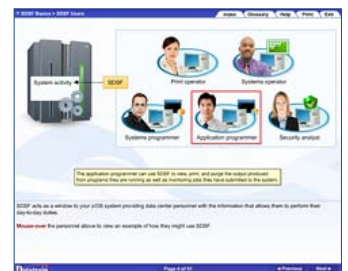 SDSF Basics > SDSF Users
Index Glossary Help Print Exit
System activity
SDSF
Print operator
Systems operator
Systems programmer
Application programmer
Security analyst
The application programmer can use SDSF to view, print, and purge the output produced
from programs they are running as well as monitoring jobs they have submitted to the system.
SDSF acts as a window to your z/OS system providing data center personnel with the information that allows them to perform their
day-to-day duties.
Mouse-over the personnel above to view an example of how they might use SDSF.
Datatrain
Page 4 of 41
Previous Next